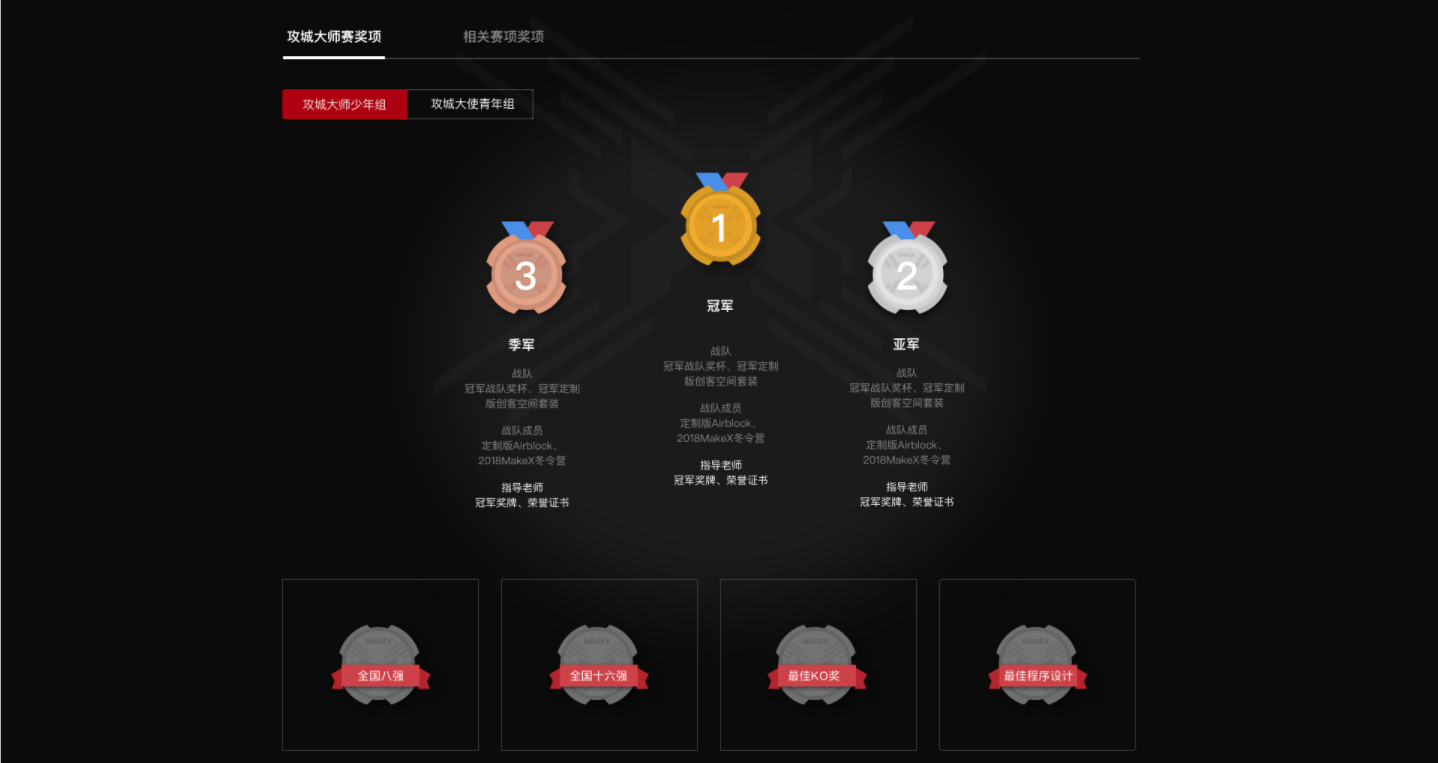 攻城大师赛奖项
相关赛项奖项
攻城大师少年组
攻城大使青年组
3
季军
战队
冠军战队奖杯、冠军定制
版创客空间套装
战队成员
定制版Airblock、
2018MakeX冬令营
指导老师
冠军奖牌、荣誉证书
1
冠军
战队
冠军战队奖杯、冠军定制
版创客空间套装
战队成员
定制版Airblock、
2018MakeX冬令营
指导老师
冠军奖牌、荣誉证书
2
亚军
战队
冠军战队奖杯、冠军定制
版创客空间套装
战队成员
定制版Airblock、
2018MakeX冬令营
指导老师
冠军奖牌、荣誉证书
MAKEX
全国八强
MAKEX
全国十六强
MAKEX
最佳KO奖
MAKEX
最佳程序设计